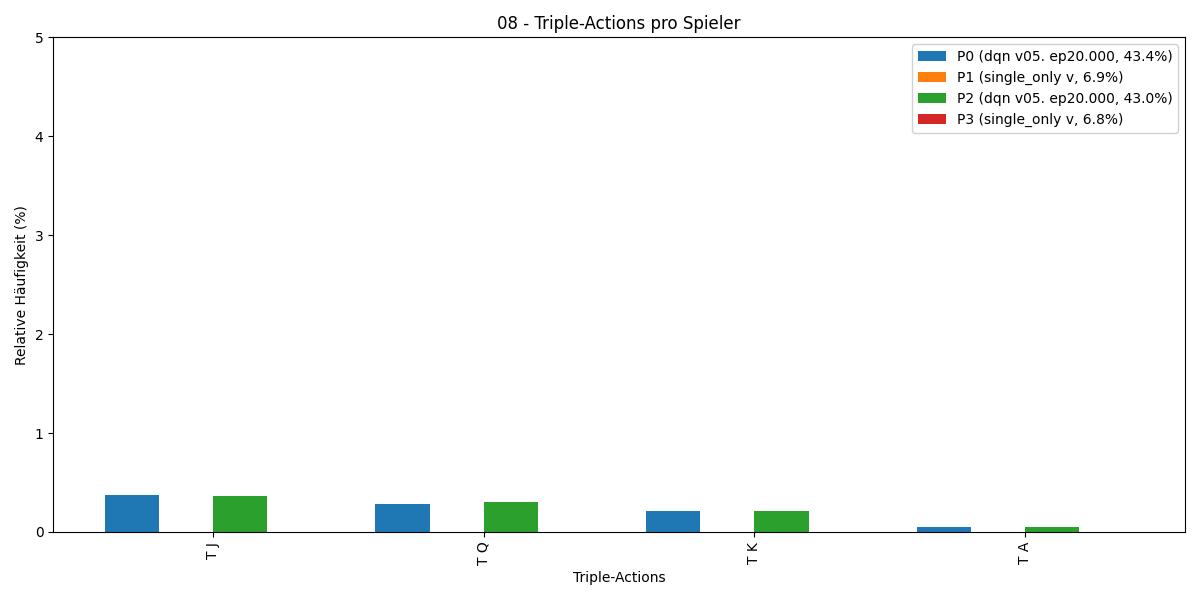 08 - Triple-Actions pro Spieler
P0 (dqn v05. ep20.000, 43.4%)
P1 (single_only v, 6.9%)
P2 (dqn v05. ep20.000, 43.0%)
P3 (single_only v, 6.8%)
Relative Häufigkeit (%)
5
4
3
2
1
0
T J
T Q
T K
T A
Triple-Actions